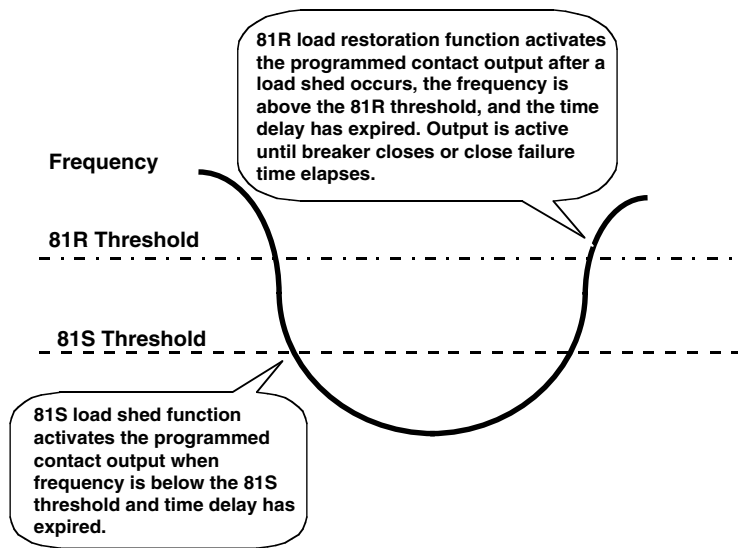 81R load restoration function activates
the programmed contact output after a
load shed occurs, the frequency is
above the 81R threshold, and the time
delay has expired. Output is active
until breaker closes or close failure
time elapses.
Frequency
81R Threshold
81S Threshold
81S load shed function
activates the programmed
contact output when
frequency is below the 81S
threshold and time delay has
expired.